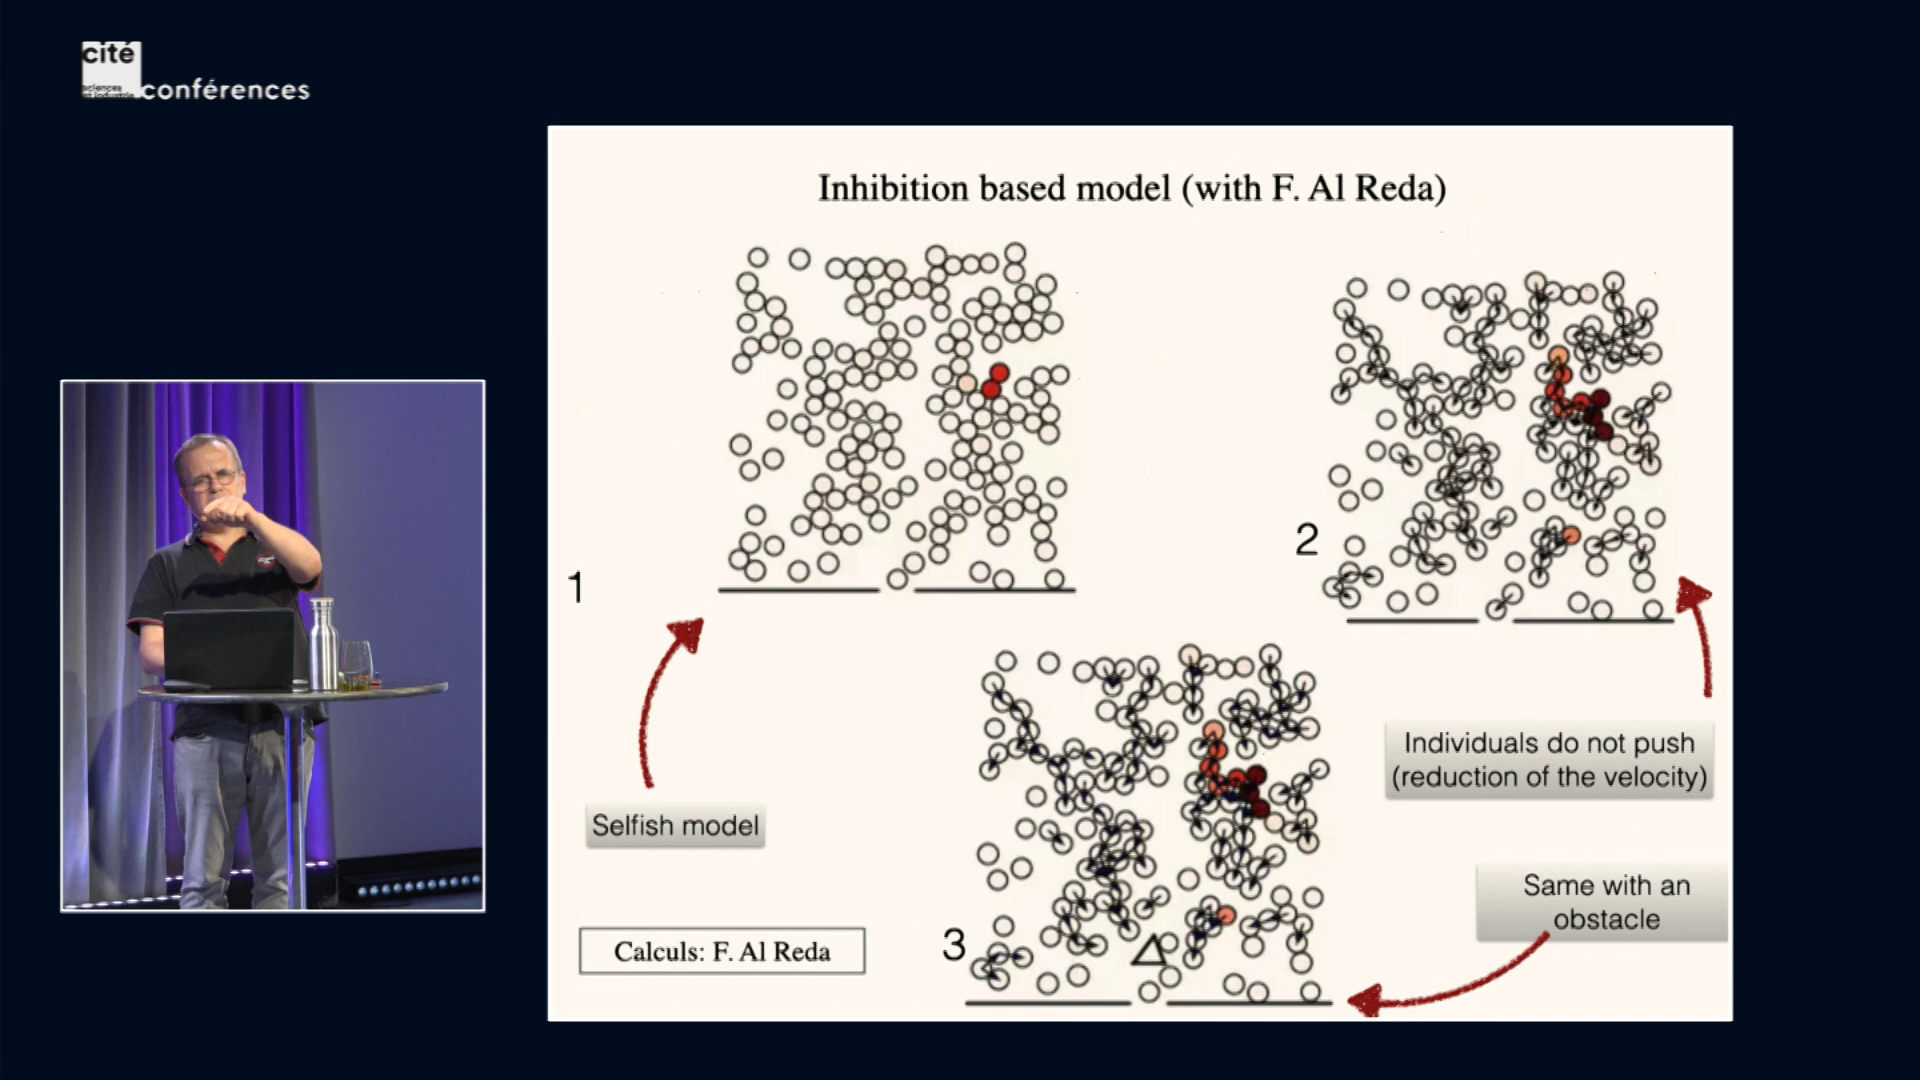 cité
sciences
et industrie
conférences
Inhibition based model (with F. Al Reda)
1
2
Selfish model
Individuals do not push
(reduction of the velocity)
3
Same with an
obstacle
Calculs: F. Al Reda